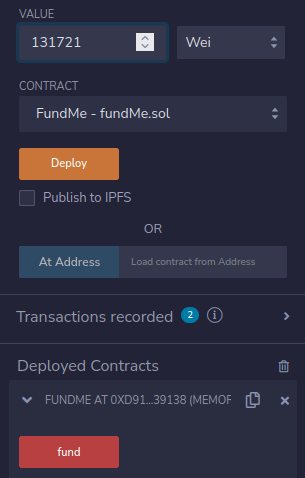 VALUE
131721
Wei
CONTRACT
FundMe - fundMe.sol
Deploy
Publish to IPFS
OR
At Address
Load contract from Address
Transactions recorded 2 i
Deployed Contracts
FUNDME AT 0XD91...39138 (MEMOR
fund